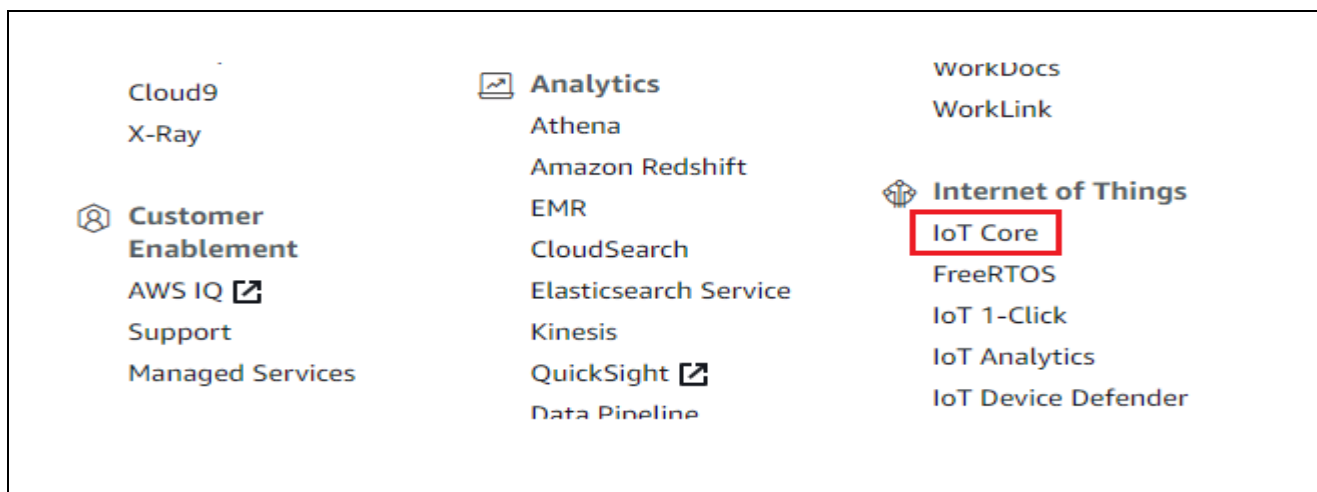 Cloud9
X-Ray
Customer
Enablement
AWS IQ
Support
Managed Services
Analytics
Athena
Amazon Redshift
EMR
CloudSearch
Elasticsearch Service
Kinesis
QuickSight
Data Pipeline
WorkDocs
WorkLink
Internet of Things
IoT Core
FreeRTOS
IoT 1-Click
IoT Analytics
IoT Device Defender